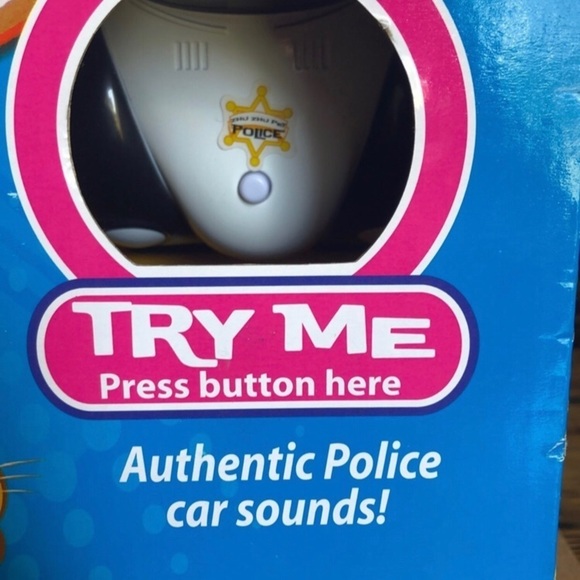 POLICE
TRY ME
Press button here
Authentic Police
car sounds!